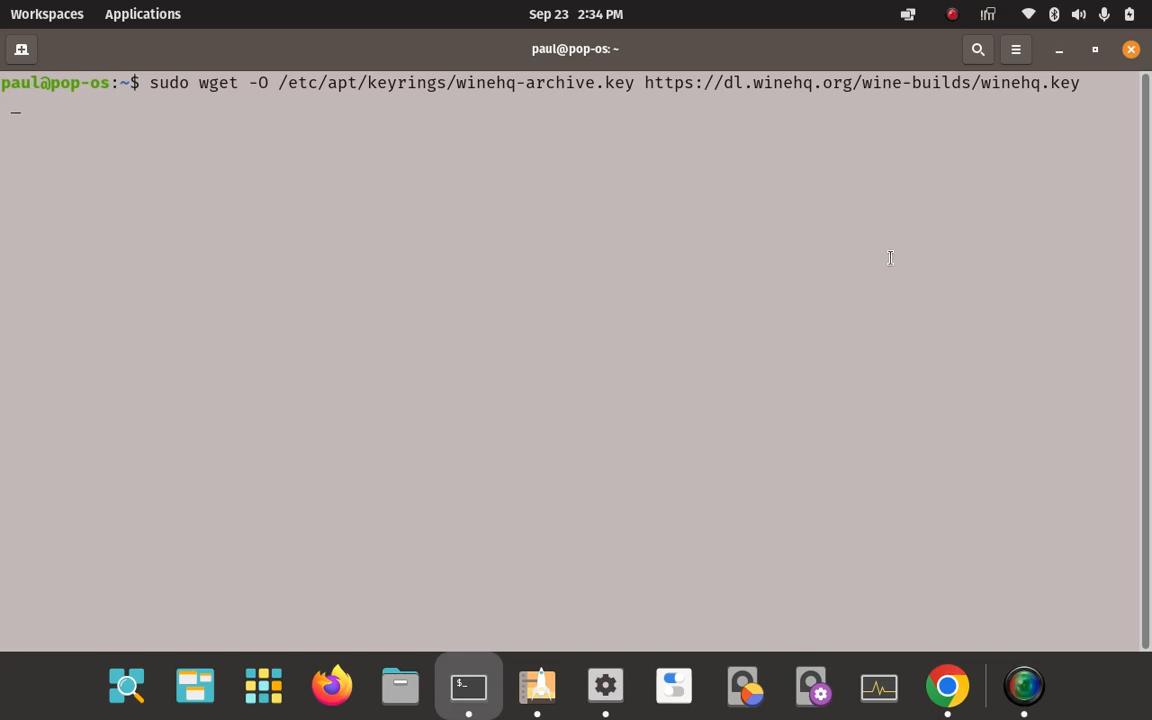 Workspaces Applications Sep 23 2:34 PM
paul@pop-os: ~
paul@pop-os:~$ sudo wget -O /etc/apt/keyrings/winehq-archive.key https://dl.winehq.org/wine-builds/winehq.key
$_